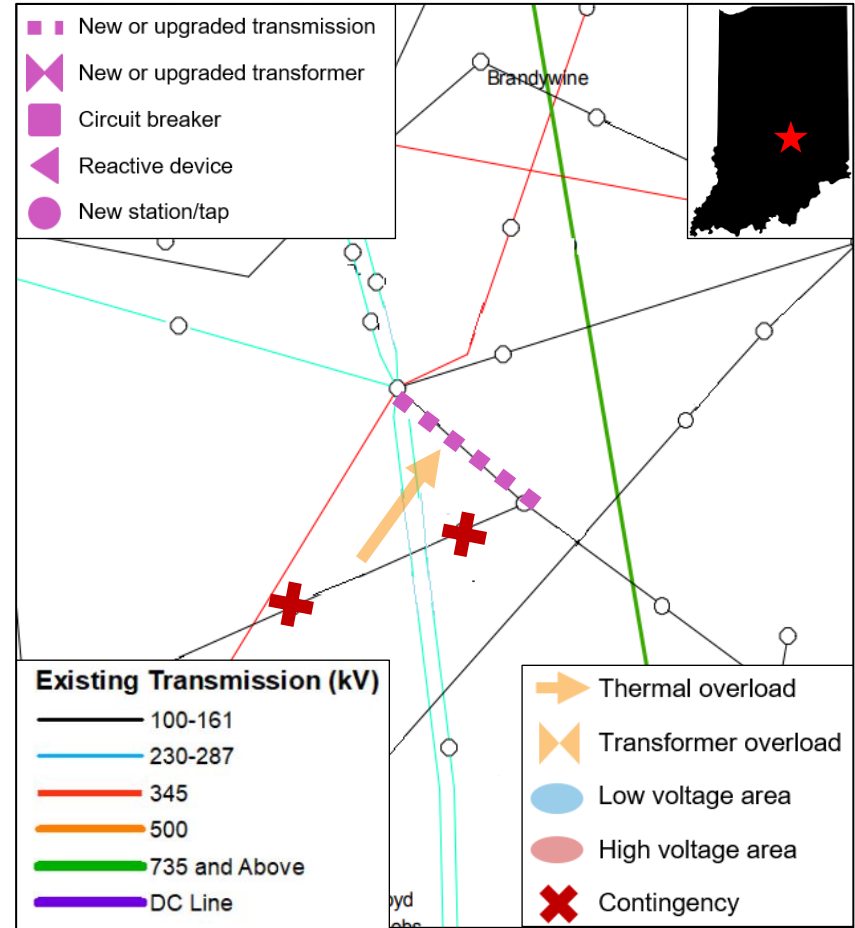 New or upgraded transmission
New or upgraded transformer
Circuit breaker
Reactive device
New station/tap
Brandywine
Existing Transmission (kV)
100-161
230-287
345
500
735 and Above
DC Line
Thermal overload
Transformer overload
Low voltage area
High voltage area
Contingency